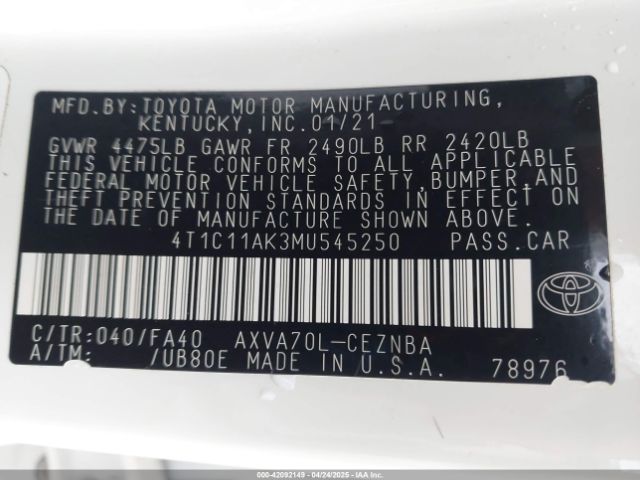 MFD.BY:TOYOTA MOTOR MANUFACTURING,
KENTUCKY,INC.01/21
GVWR 4475LB GAWR FR 2490LB RR 2420LB
THIS VEHICLE CONFORMS TO ALL APPLICABLE
FEDERAL MOTOR VEHICLE SAFETY,BUMPER,AND
THEFT PREVENTION STANDARDS IN EFFECT ON
THE DATE OF MANUFACTURE SHOWN ABOVE.
4T1C11AK3MU545250 PASS.CAR
C/TR:040/FA40 AXVA70L-CEZNBA
A/TM: /UB80E MADE IN U.S.A. 78976
000-42092149 - 04/24/2025 - IAAI.COM